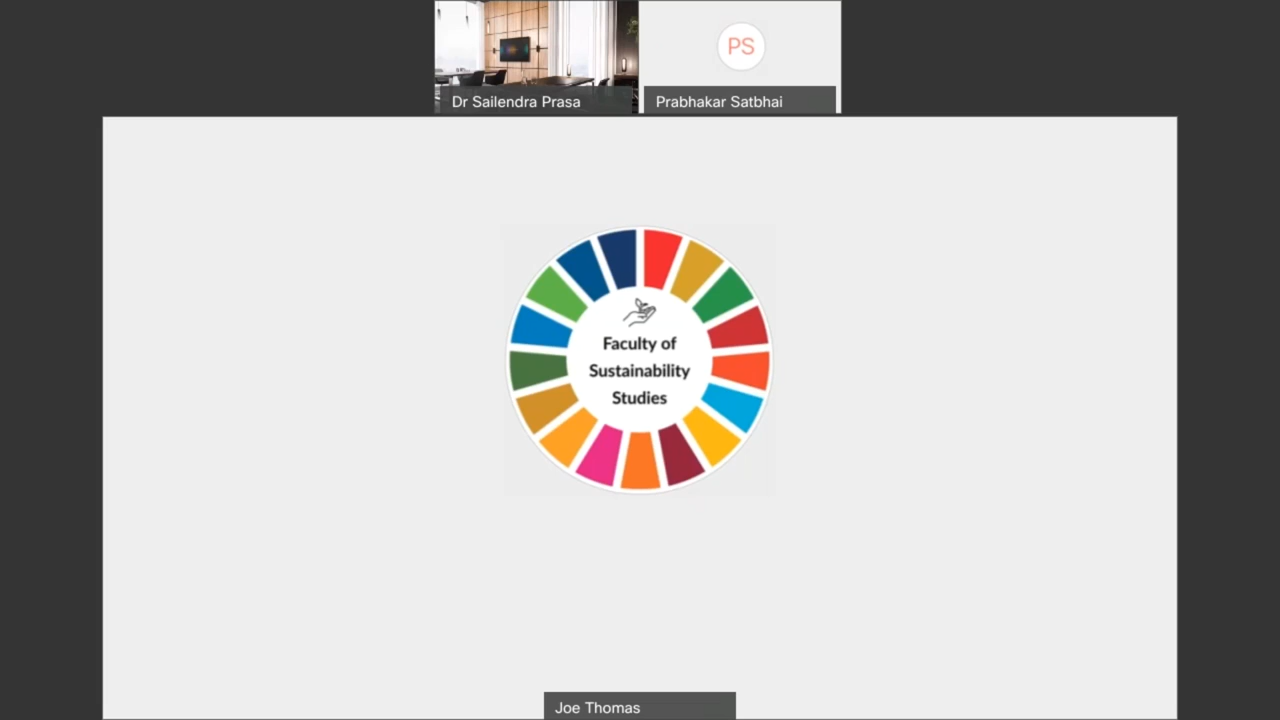 PS
Dr Sailendra Prasa
Prabhakar Satbhai
Faculty of
Sustainability
Studies
Joe Thomas